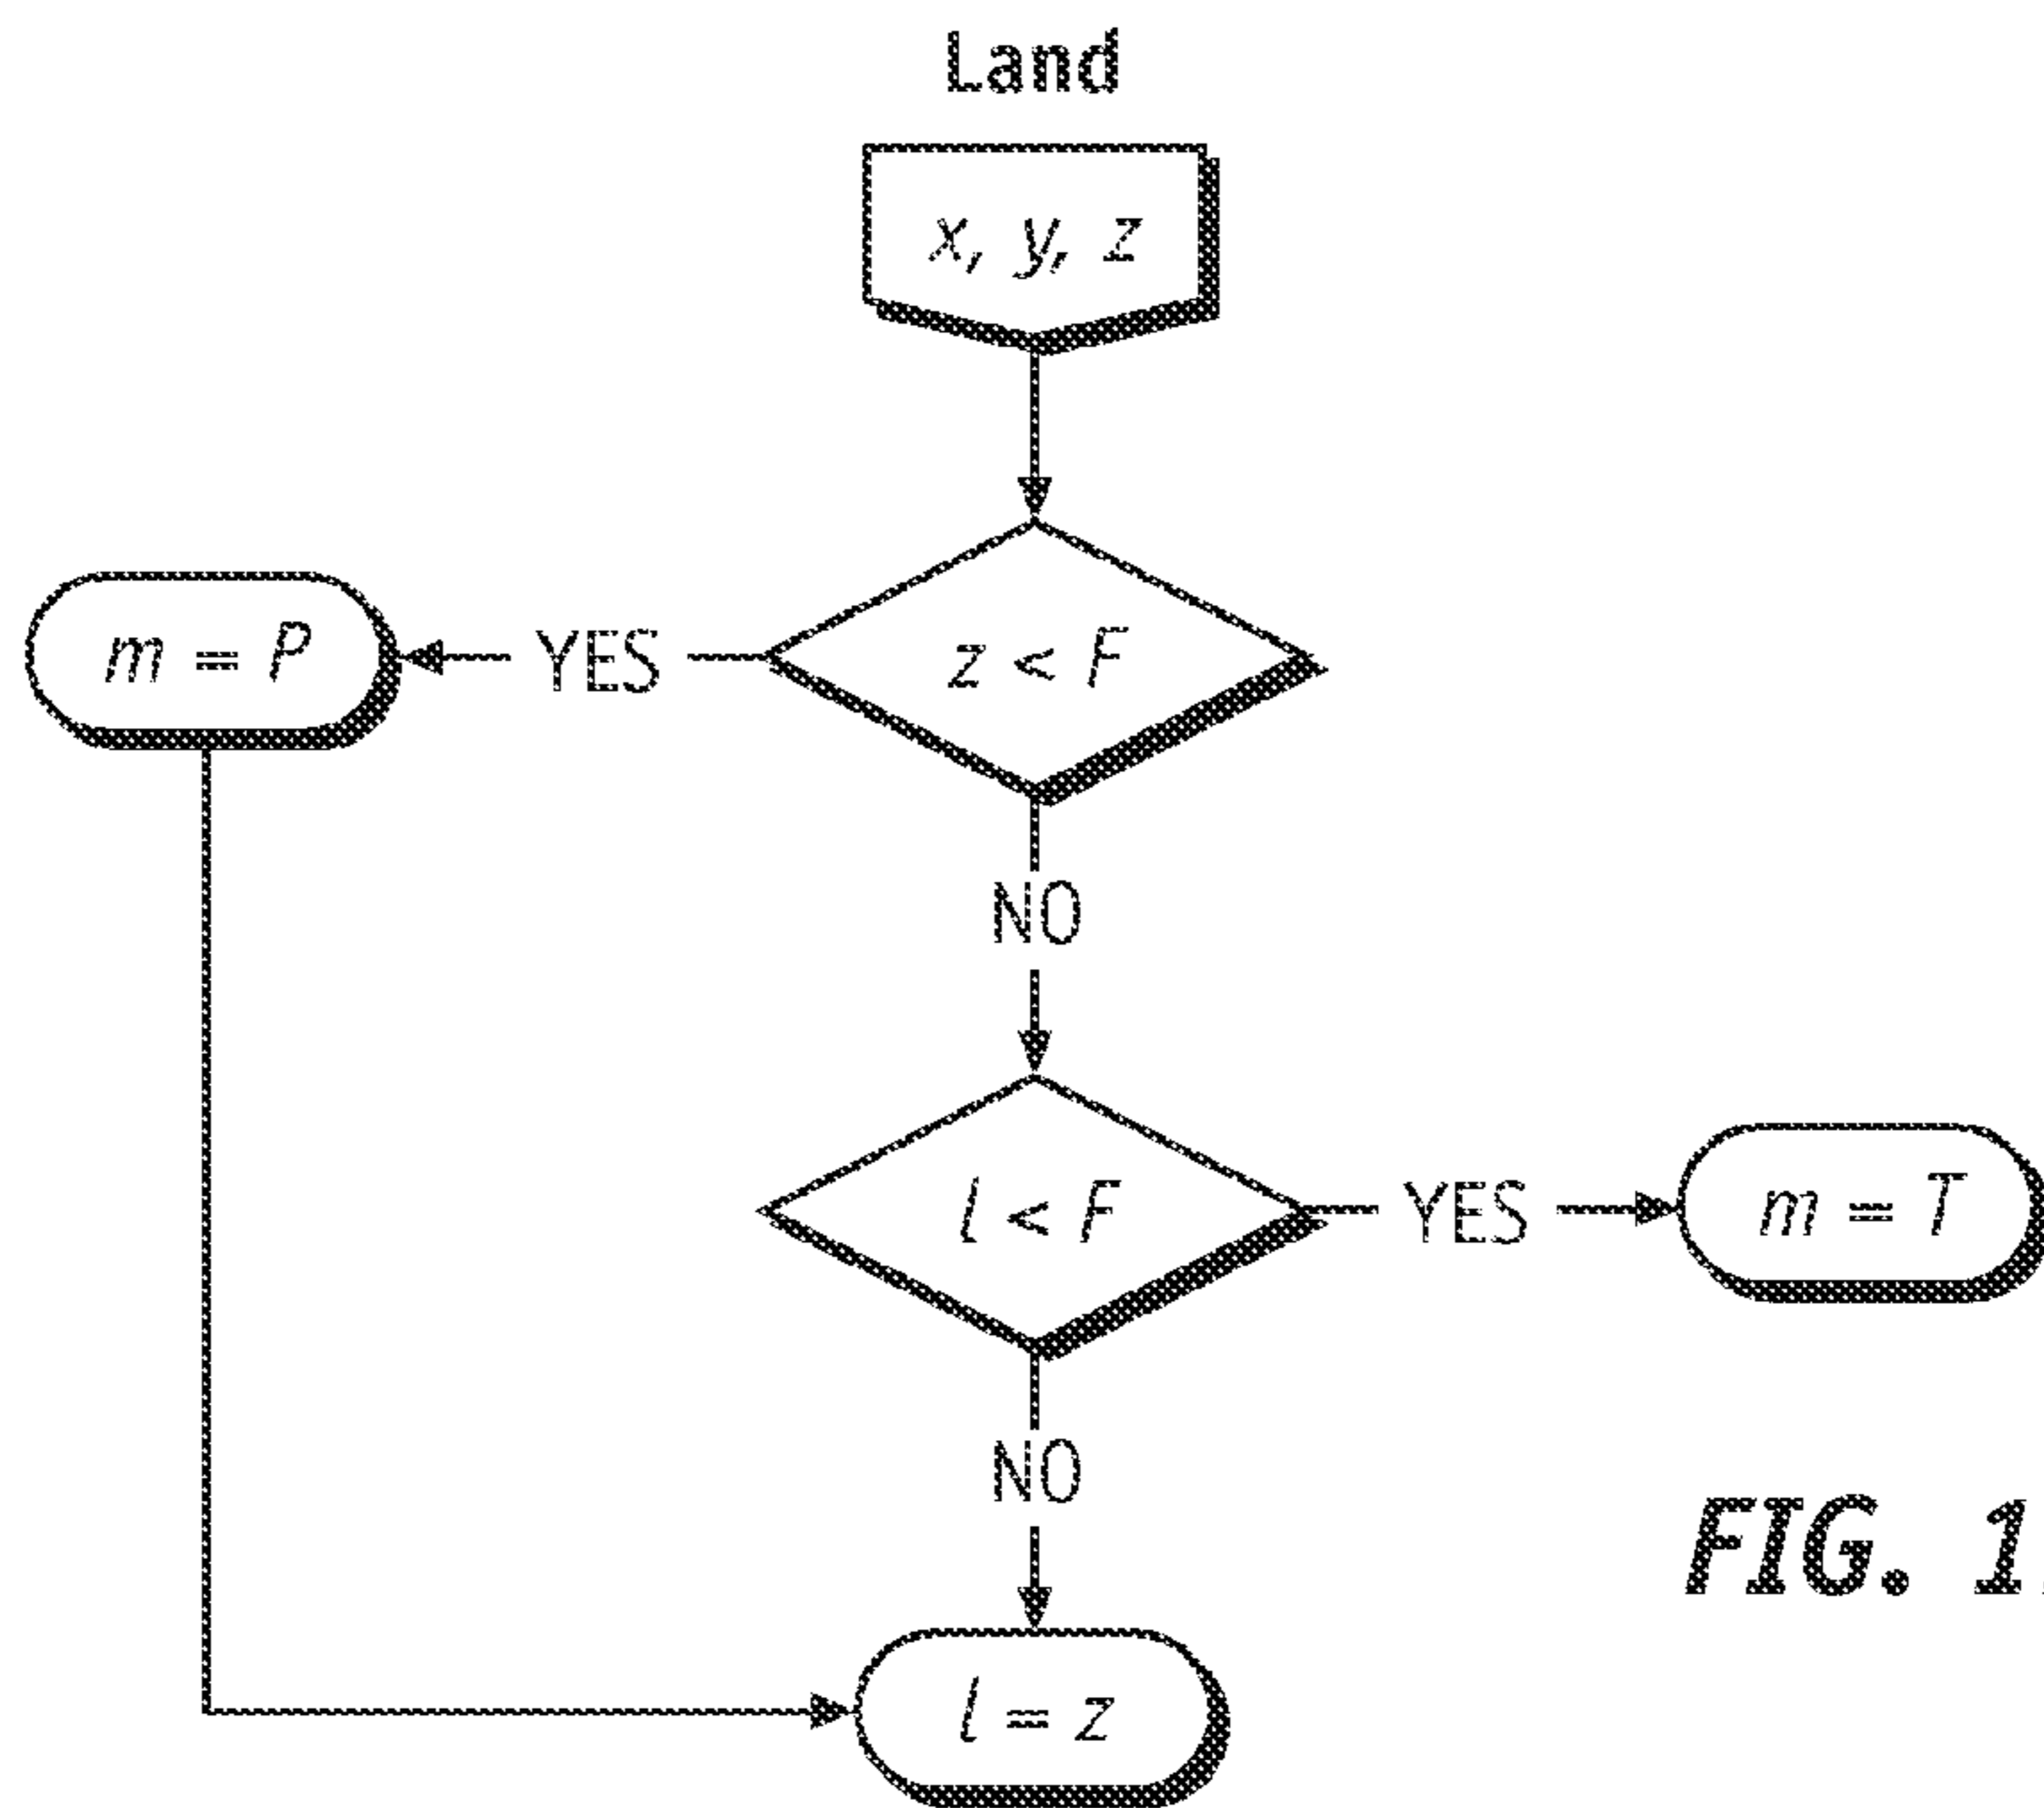 Land
x, y, z
m = P
YES
z < F
NO
l < F
YES
m = T
NO
FIG. 1
l = z